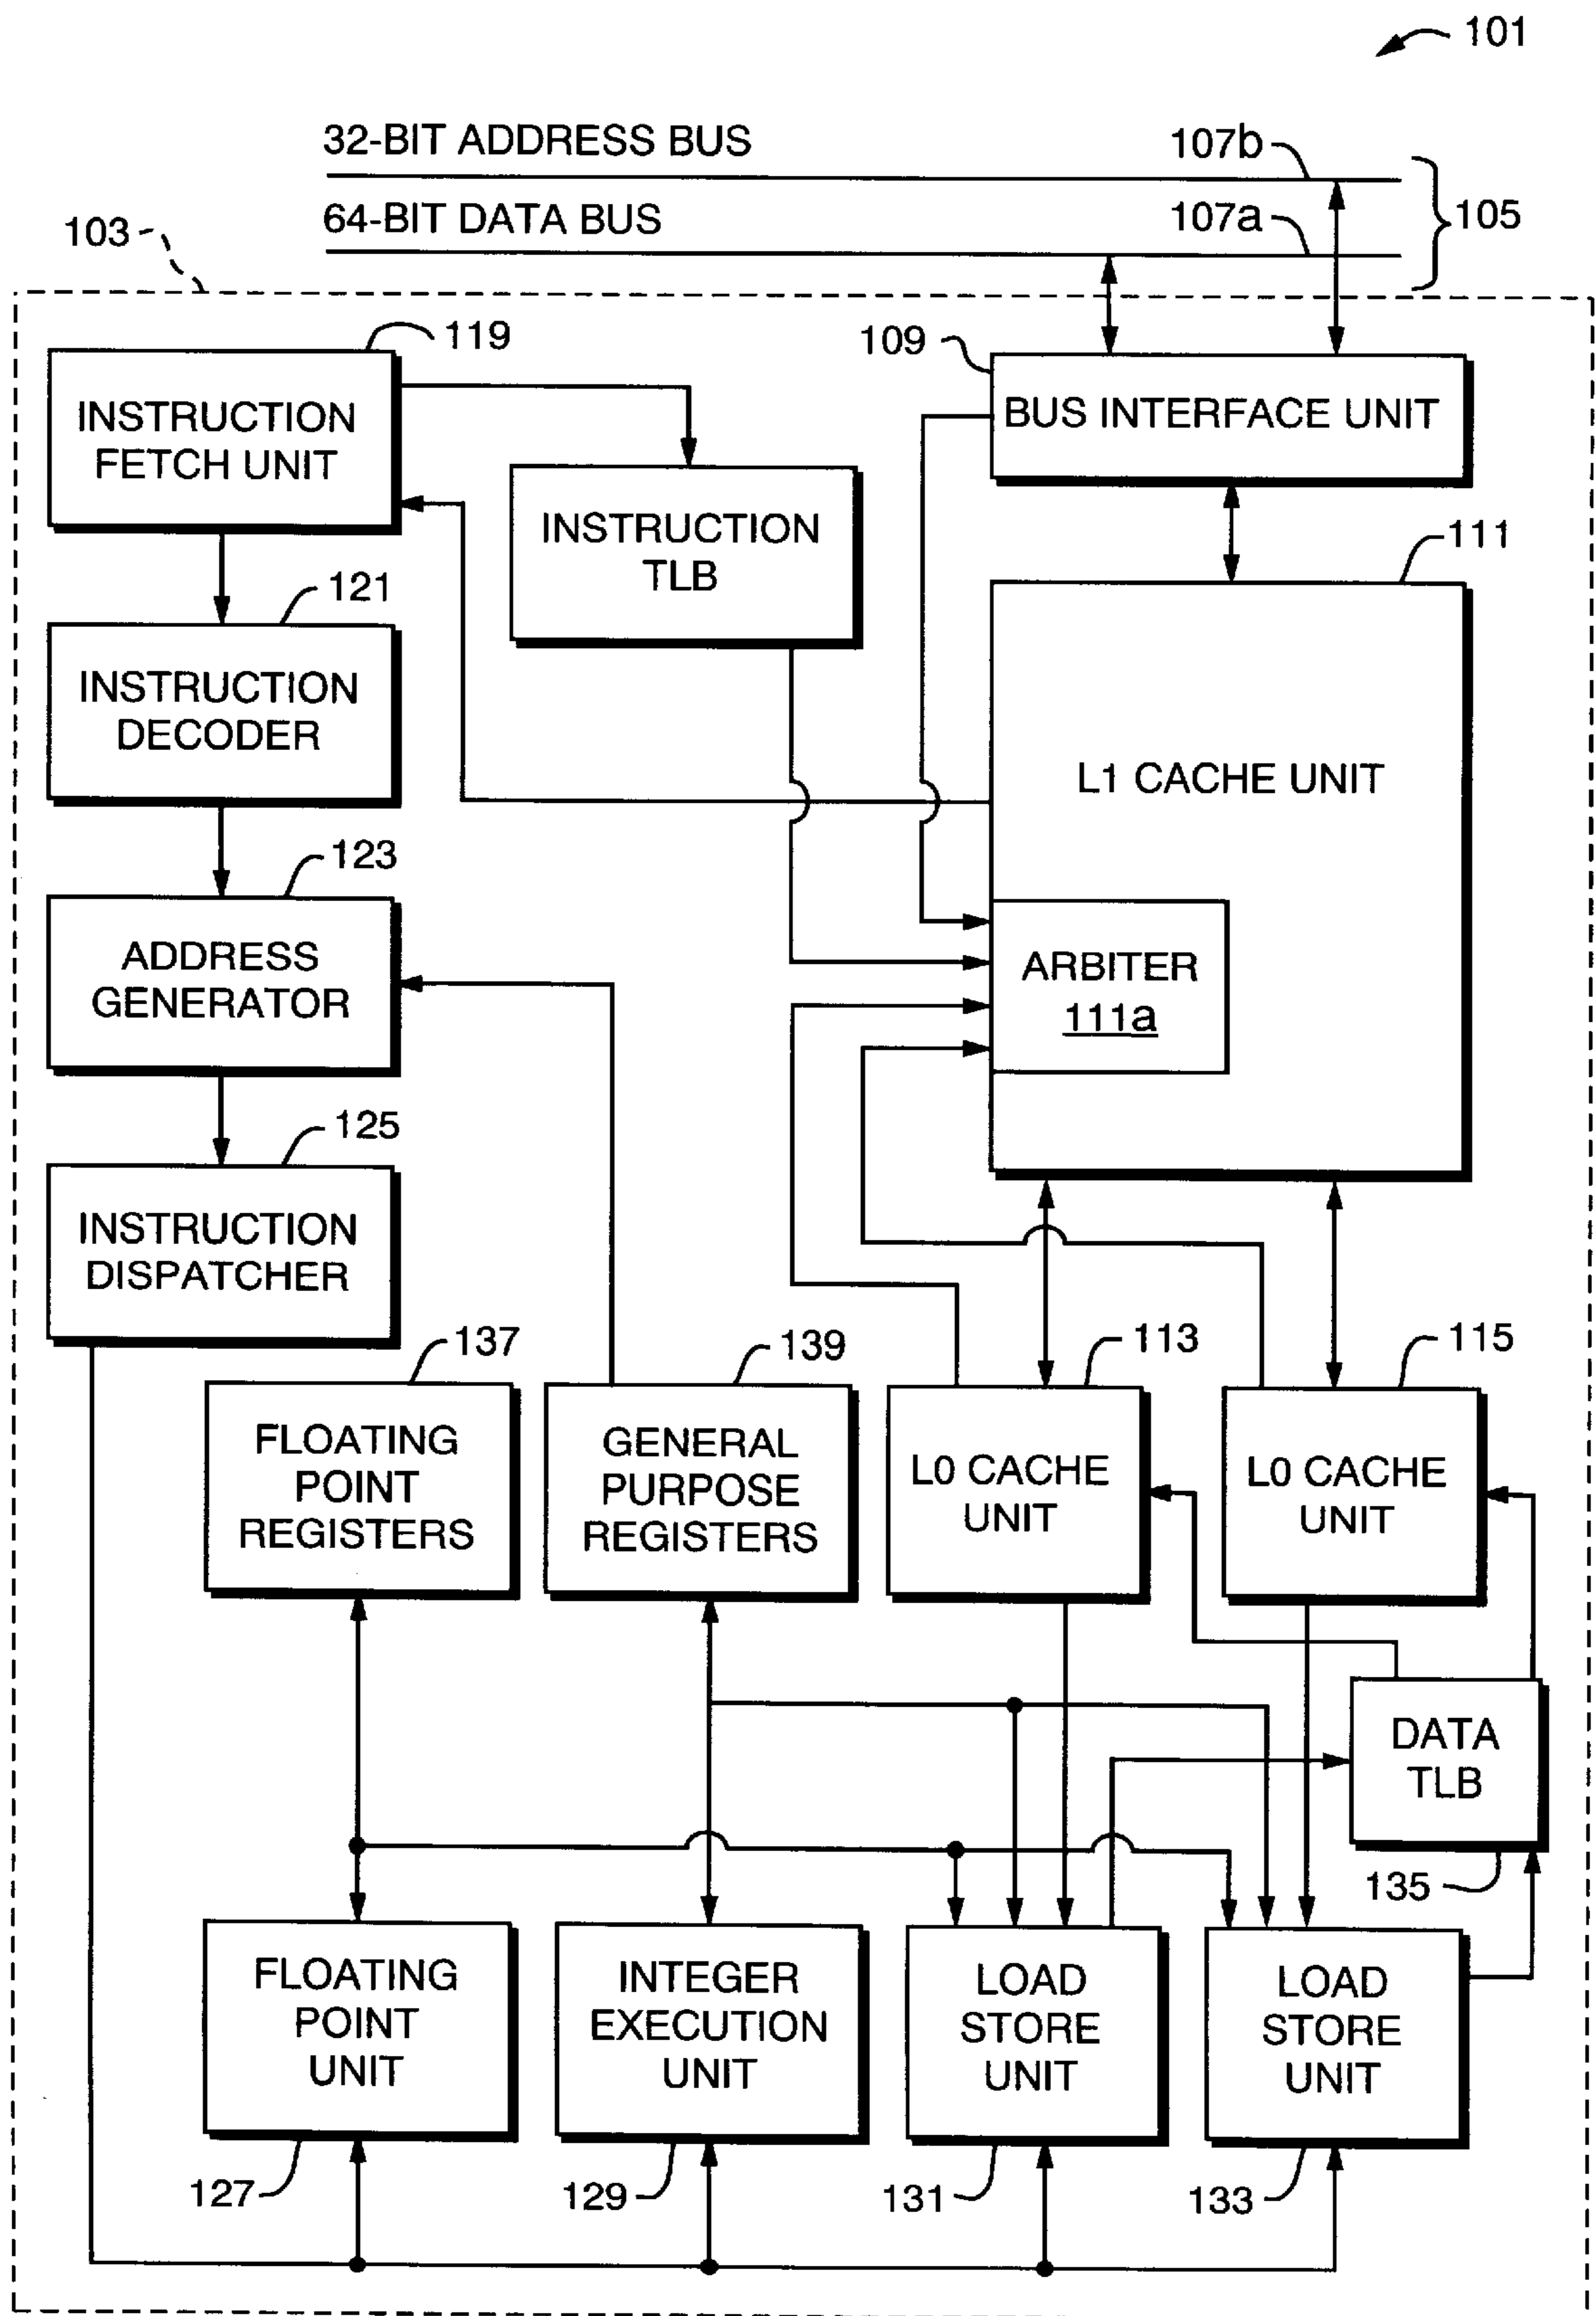 101
32-BIT ADDRESS BUS
107b
64-BIT DATA BUS
107a
105
103
119
109
INSTRUCTION
FETCH UNIT
BUS INTERFACE UNIT
INSTRUCTION
TLB
111
121
INSTRUCTION
DECODER
L1 CACHE UNIT
123
ADDRESS
GENERATOR
ARBITER
111a
125
INSTRUCTION
DISPATCHER
137
139
113
115
FLOATING
POINT
REGISTERS
GENERAL
PURPOSE
REGISTERS
L0 CACHE
UNIT
L0 CACHE
UNIT
DATA
TLB
135
FLOATING
POINT
UNIT
INTEGER
EXECUTION
UNIT
LOAD
STORE
UNIT
LOAD
STORE
UNIT
127
129
131
133